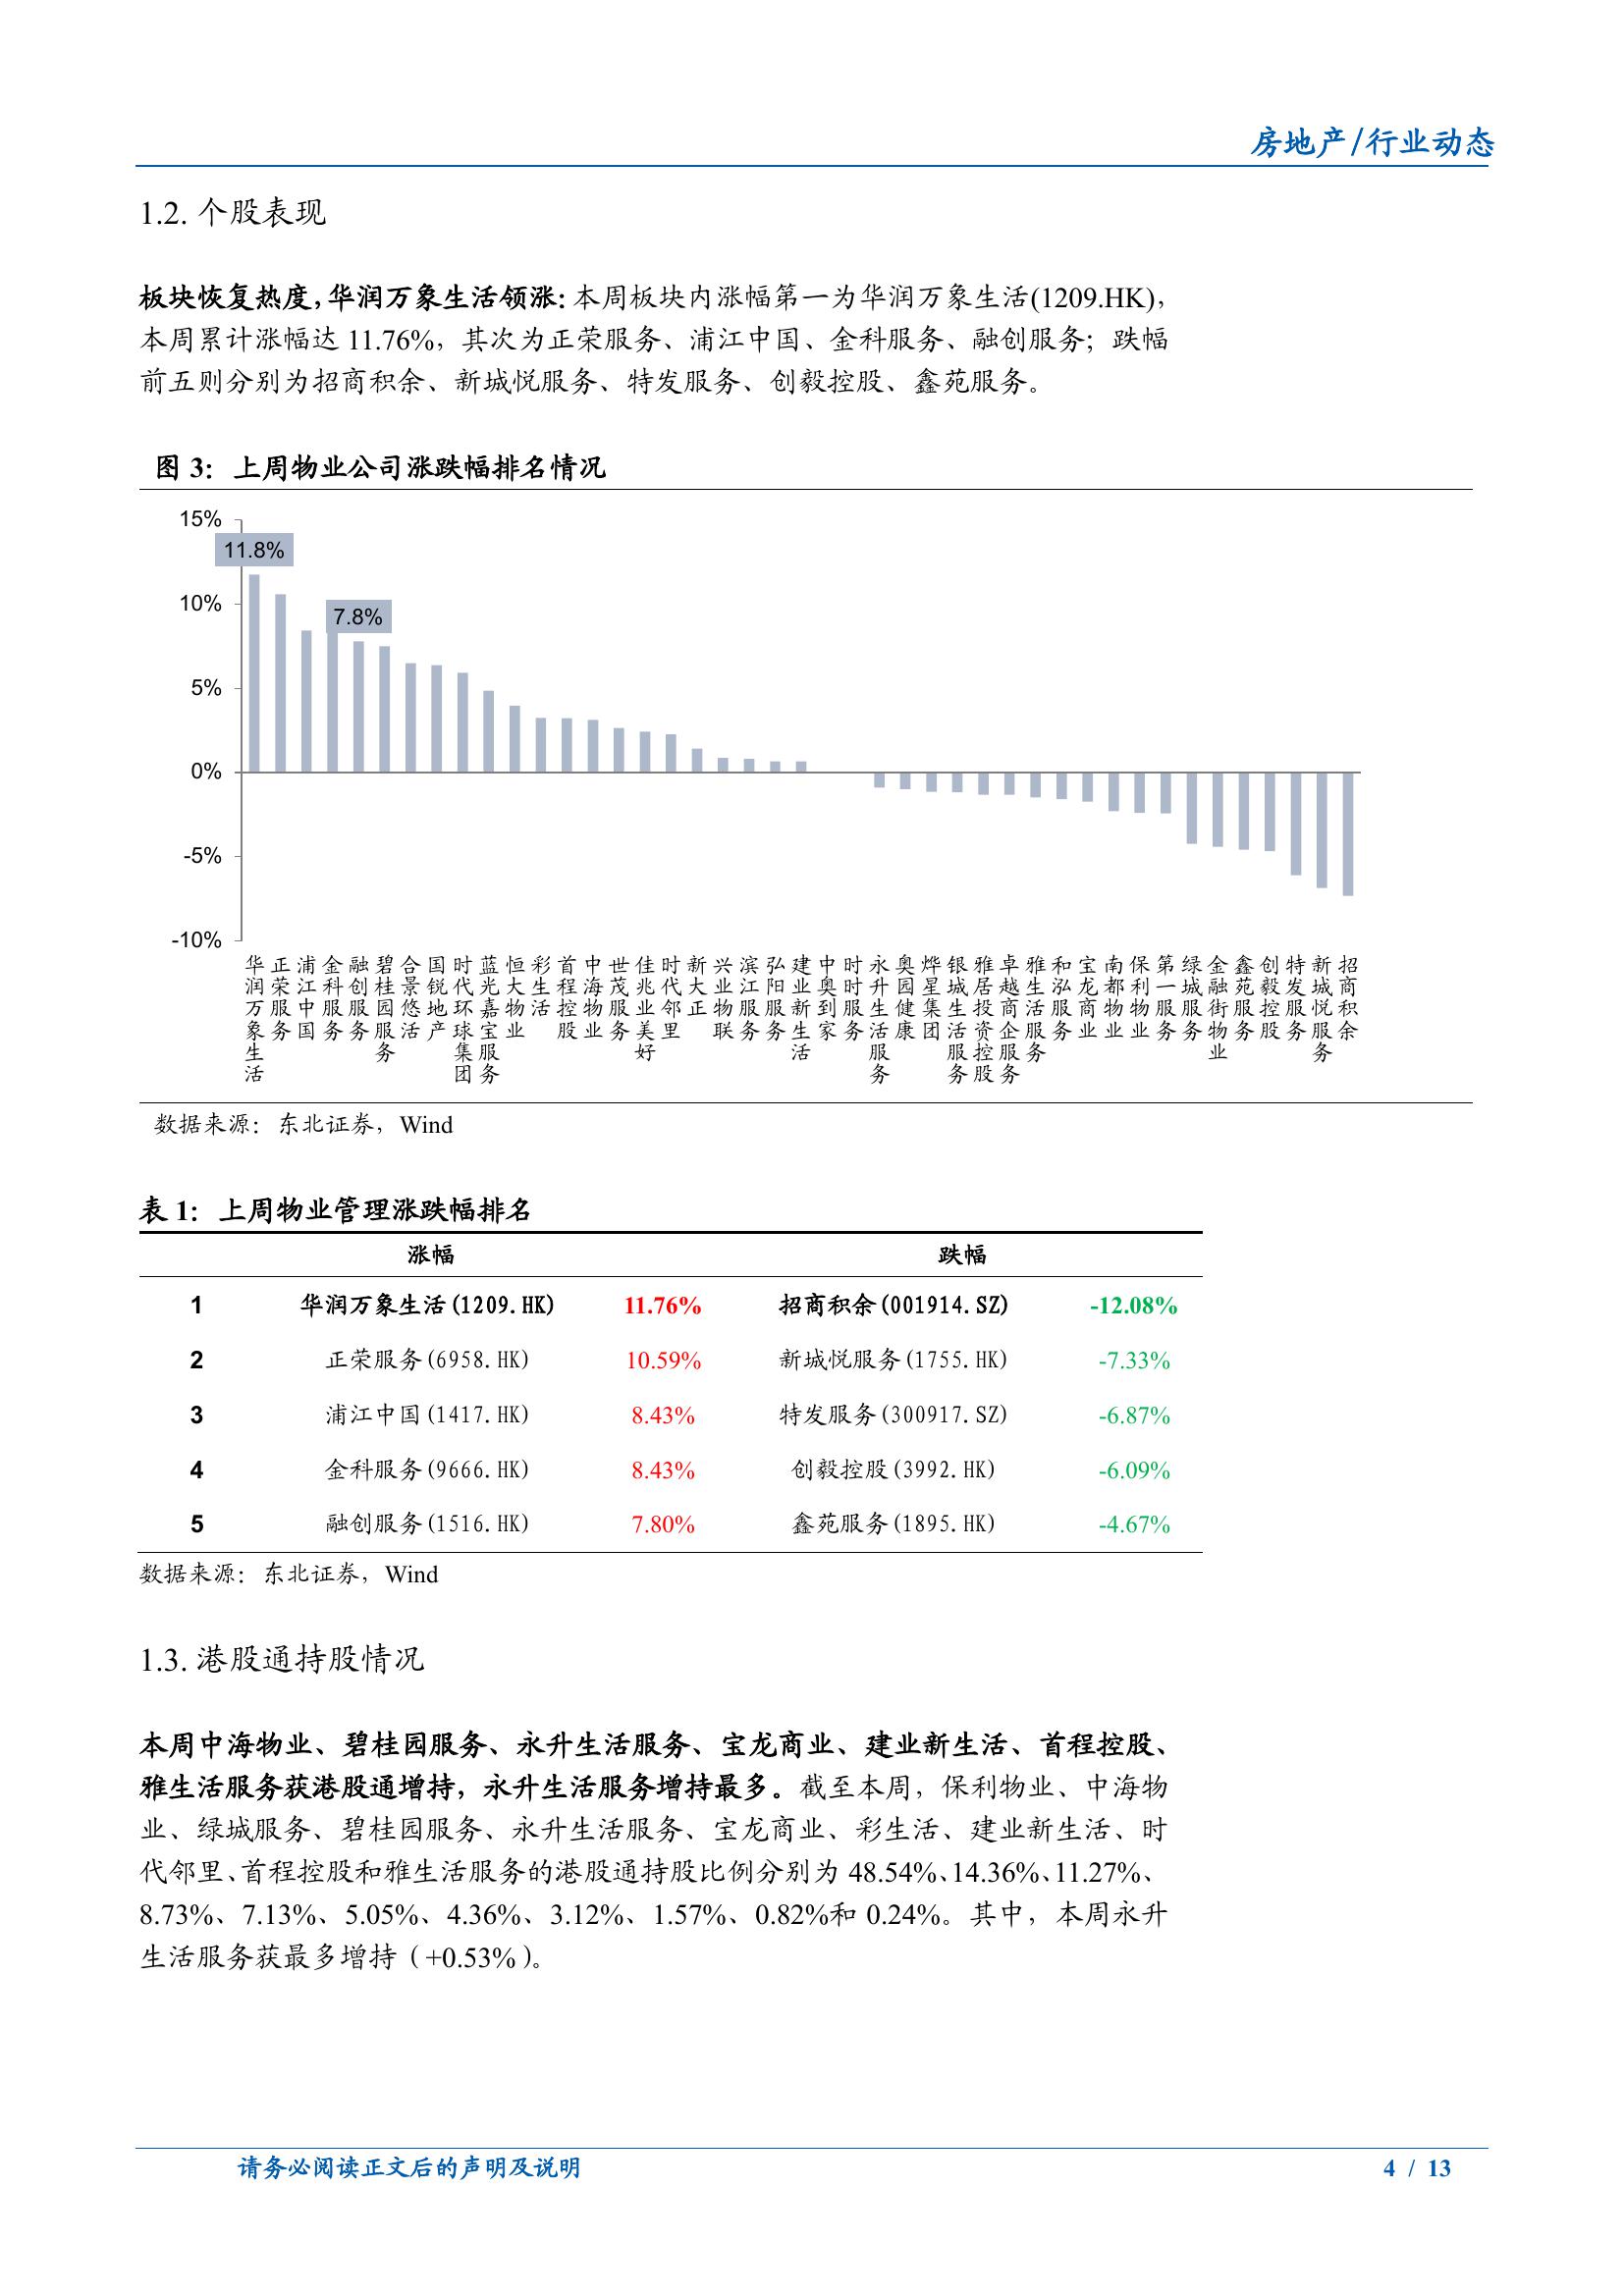 房地产/行业动态
1.2. 个股表现
板块恢复热度，华润万象生活领涨：本周板块内涨幅第一为华润万象生活(1209.HK)，
本周累计涨幅达 11.76%，其次为正荣服务、浦江中国、金科服务、融创服务；跌幅
前五则分别为招商积余、新城悦服务、特发服务、创毅控股、鑫苑服务。
图 3：上周物业公司涨跌幅排名情况
15%
11.8%
10%
7.8%
5%
0%
-5%
-10%
华润万象生活
正荣服务
浦江中国
金科服务
融创服务
碧桂园服务
合景悠活
国锐地产
时代环球集团
蓝光嘉宝服务
恒大物业
彩生活
首程控股
中海物业
世茂服务
佳兆业美好
时代邻里
新大正
兴业物联
滨江服务
弘阳服务
建业新生活
中奥到家
时时服务
永升生活服务
奥园健康
烨星集团
银城生活服务
雅居投资控股
卓越商企服务
雅生活服务
和泓服务
宝龙商业
南都物业
保利物业
第一服务
绿城服务
金融街物业
鑫苑服务
创毅控股
特发服务
新城悦服务
招商积余
数据来源：东北证券，Wind
表 1：上周物业管理涨跌幅排名
涨幅 跌幅
1 华润万象生活(1209.HK) 11.76% 招商积余(001914.SZ) -12.08%
2 正荣服务(6958.HK) 10.59% 新城悦服务(1755.HK) -7.33%
3 浦江中国(1417.HK) 8.43% 特发服务(300917.SZ) -6.87%
4 金科服务(9666.HK) 8.43% 创毅控股(3992.HK) -6.09%
5 融创服务(1516.HK) 7.80% 鑫苑服务(1895.HK) -4.67%
数据来源：东北证券，Wind
1.3. 港股通持股情况
本周中海物业、碧桂园服务、永升生活服务、宝龙商业、建业新生活、首程控股、
雅生活服务获港股通增持，永升生活服务增持最多。截至本周，保利物业、中海物
业、绿城服务、碧桂园服务、永升生活服务、宝龙商业、彩生活、建业新生活、时
代邻里、首程控股和雅生活服务的港股通持股比例分别为 48.54%、14.36%、11.27%、
8.73%、7.13%、5.05%、4.36%、3.12%、1.57%、0.82%和 0.24%。其中，本周永升
生活服务获最多增持（+0.53%）。
请务必阅读正文后的声明及说明
4 / 13